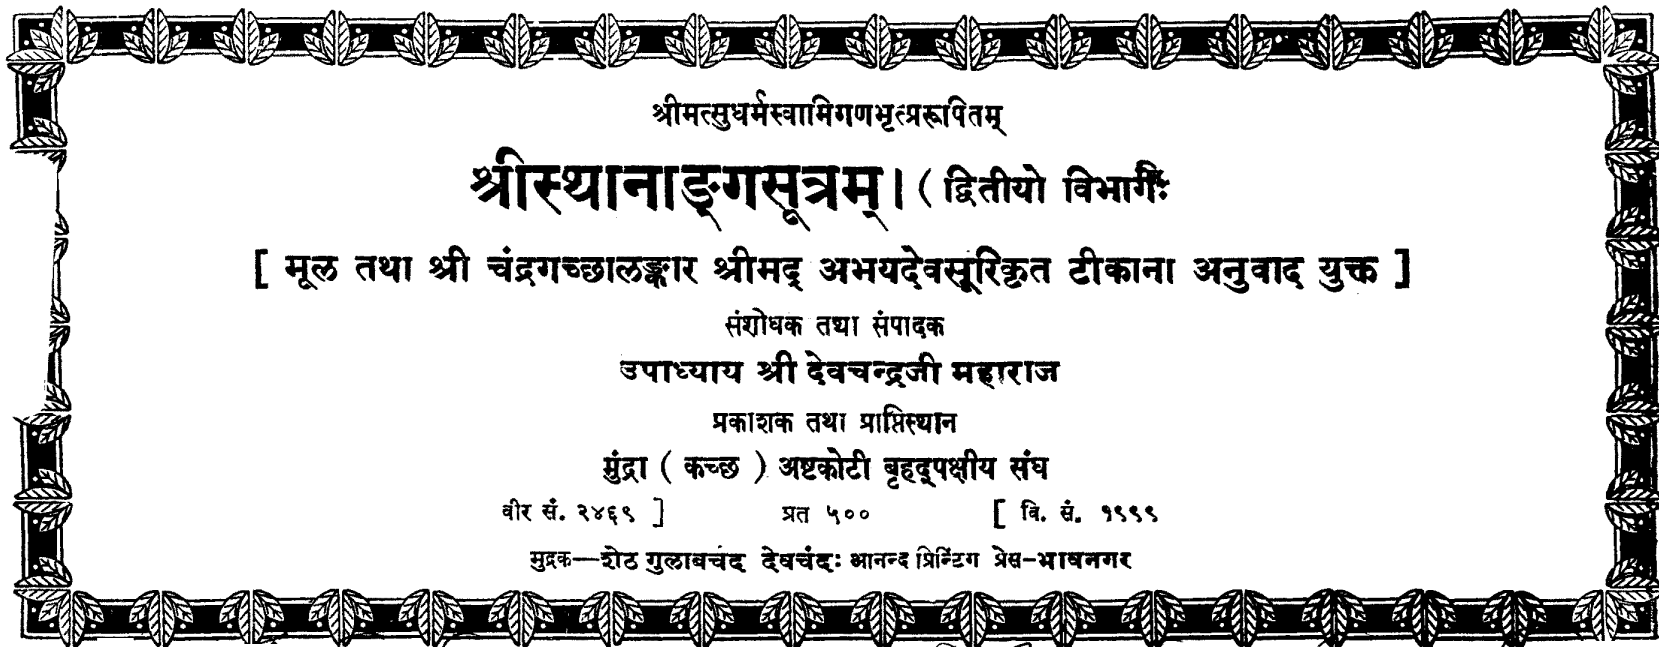 श्रीमत्सुधर्मस्वामिगणभृत्प्ररूपितम्
श्रीस्थानाङ्गसूत्रम्। ( द्वितीयो विभागः
[ मूल तथा श्री चंद्रगच्छालङ्कार श्रीमद् अभयदेवसूरिकृत टीकाना अनुवाद युक्त ]
संशोधक तथा संपादक
उपाध्याय श्री देवचन्द्रजी महाराज
प्रकाशक तथा प्राप्तिस्थान
मुंद्रा ( कच्छ ) अष्टकोटी बृहद्पक्षीय संघ
वीर सं. २४६९ ] प्रत ५०० [ वि. सं. १९९९
मुद्रक—शेठ गुलाबचंद देवचंदः आनन्द प्रिन्टिंग प्रेस-भावनगर